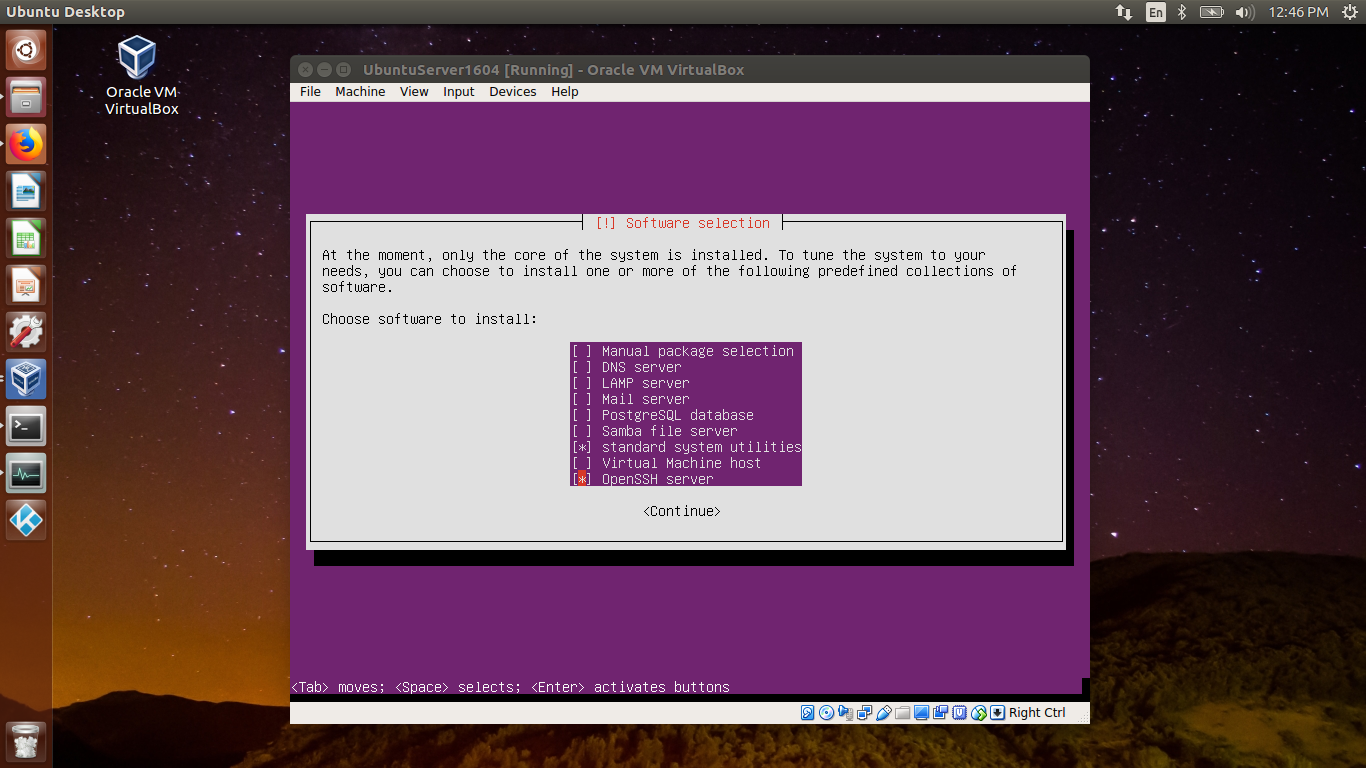 Ubuntu Desktop
En
12:46 PM
Oracle VM
VirtualBox
UbuntuServer1604 [Running] - Oracle VM VirtualBox
File Machine View Input Devices Help
[!] Software selection
At the moment, only the core of the system is installed. To tune the system to your
needs, you can choose to install one or more of the following predefined collections of
software.
Choose software to install:
[ ] Manual package selection
[ ] DNS server
[ ] LAMP server
[ ] Mail server
[ ] PostgreSQL database
[ ] Samba file server
[*] standard system utilities
[ ] Virtual Machine host
[*] OpenSSH server
<Continue>
<Tab> moves; <Space> selects; <Enter> activates buttons
Right Ctrl